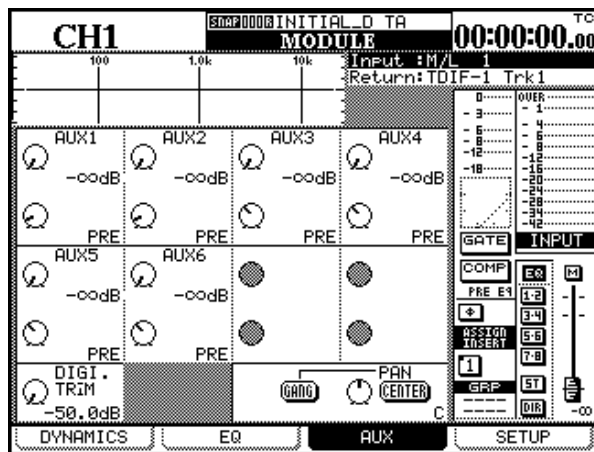 CH1
SNAP000 INITIAL_D TA
MODULE
TC
00:00:00.00
100 1.0k 10k
Input :M/L 1
Return:TDIF-1 Trk1
AUX1 AUX2 AUX3 AUX4
-∞dB -∞dB -∞dB -∞dB
PRE PRE PRE PRE
AUX5 AUX6
-∞dB -∞dB
PRE PRE
DIGI. TRIM
-50.0dB
PAN
GANG CENTER
C
0
- 3
- 6
- 8
-12
-18
OVER
- 1
- 4
- 6
- 8
-12
-16
-20
-24
-28
-34
-42
GATE INPUT
COMP EQ M
PRE EQ
Φ
ASSIGN
INSERT
1
GRP
1-2
3-4
5-6
7-8
ST
DIR
-∞
DYNAMICS EQ AUX SETUP